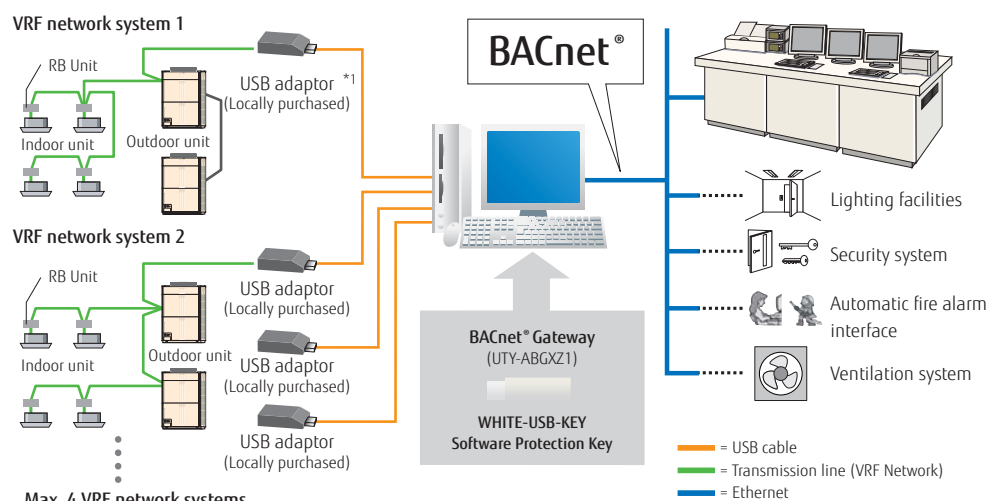 VRF network system 1
RB Unit
Indoor unit
Outdoor unit
USB adaptor *1
(Locally purchased)
VRF network system 2
RB Unit
Indoor unit
Outdoor unit
USB adaptor
(Locally purchased)
USB adaptor
(Locally purchased)
USB adaptor
(Locally purchased)
Max. 4 VRF network systems
BACnet®
BACnet® Gateway
(UTY-ABGXZ1)
WHITE-USB-KEY
Software Protection Key
Lighting facilities
Security system
Automatic fire alarm
interface
Ventilation system
= USB cable
= Transmission line (VRF Network)
= Ethernet